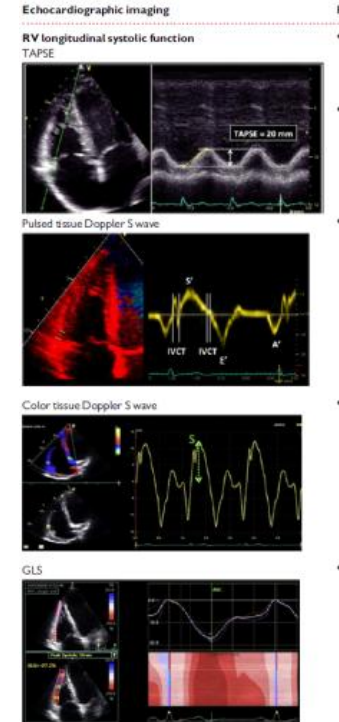 Echocardiographic imaging
RV longitudinal systolic function
TAPSE
TAPSE = 20 mm
Pulsed tissue Doppler S wave
S'
IVCT
IVCT
E'
A'
Color tissue Doppler S wave
S
GLS